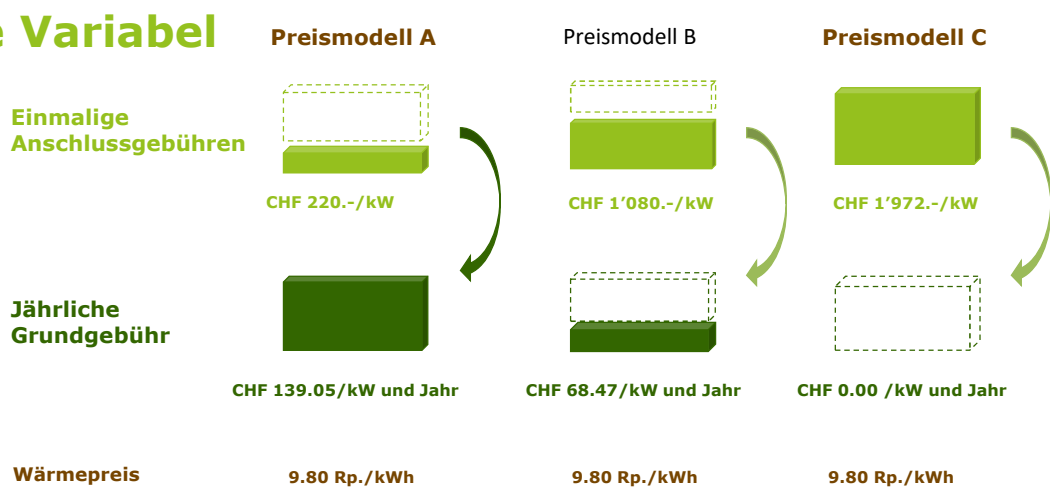 e Variabel
Preismodell A
Preismodell B
Preismodell C
Einmalige
Anschlussgebühren
CHF 220.-/kW
CHF 1’080.-/kW
CHF 1’972.-/kW
Jährliche
Grundgebühr
CHF 139.05/kW und Jahr
CHF 68.47/kW und Jahr
CHF 0.00 /kW und Jahr
Wärmepreis
9.80 Rp./kWh
9.80 Rp./kWh
9.80 Rp./kWh